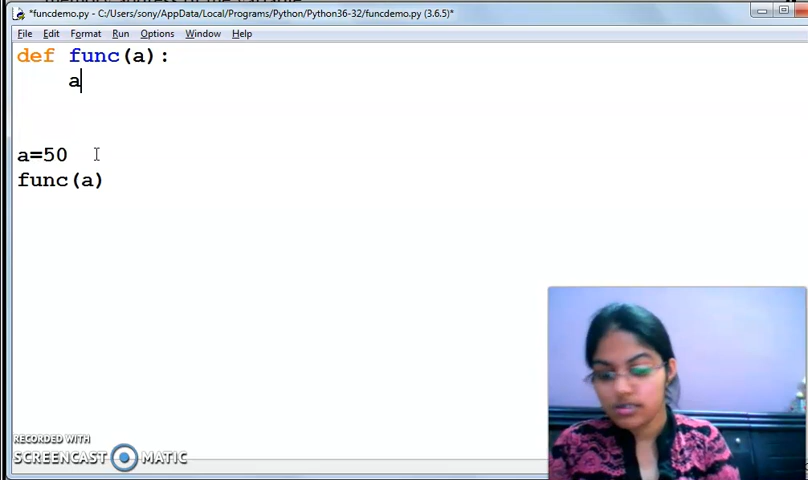 *funcdemo.py - C:/Users/sony/AppData/Local/Programs/Python/Python36-32/funcdemo.py (3.6.5)*
File Edit Format Run Options Window Help
def func(a):
a
a=50
func(a)
RECORDED WITH
SCREENCAST MATIC